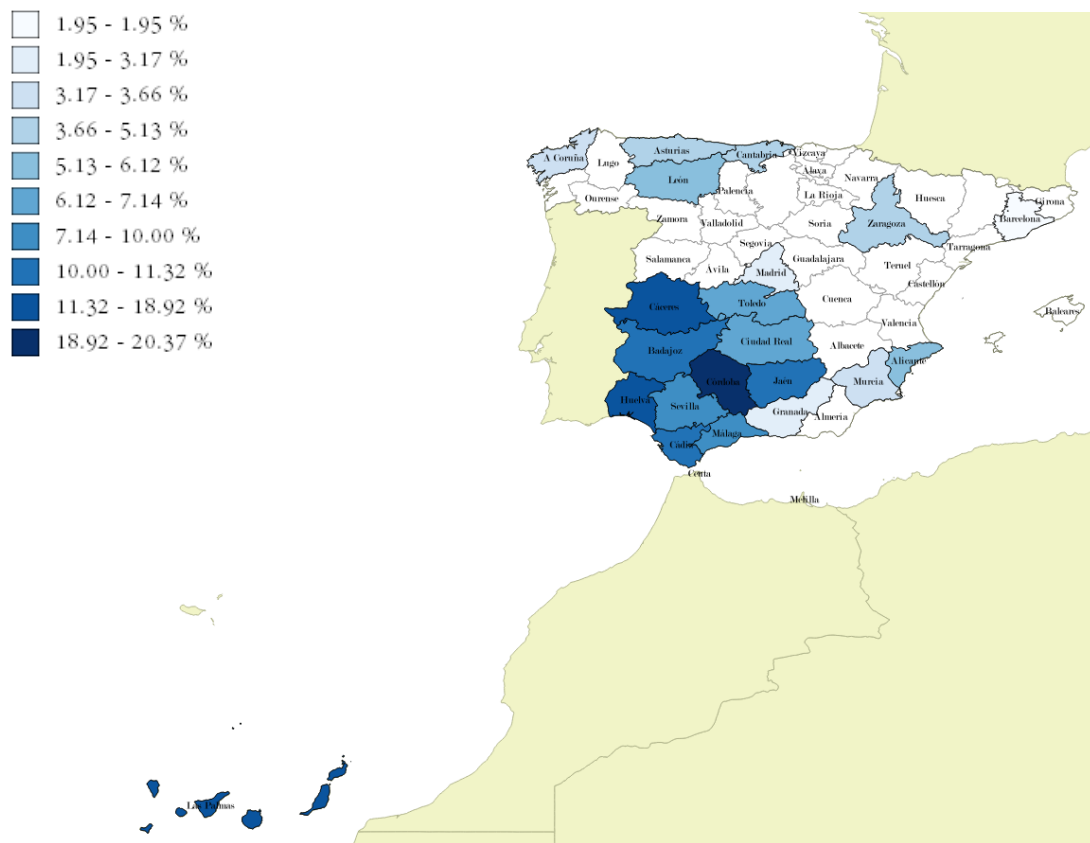 1.95 - 1.95 %
1.95 - 3.17 %
3.17 - 3.66 %
3.66 - 5.13 %
5.13 - 6.12 %
6.12 - 7.14 %
7.14 - 10.00 %
10.00 - 11.32 %
11.32 - 18.92 %
18.92 - 20.37 %
A Coruña
Lugo
Asturias
Cantabria
Vizcaya
Alava
Navarra
León
Palencia
La Rioja
Huesca
Girona
Ourense
Zamora
Valladolid
Soria
Zaragoza
Barcelona
Tarragona
Segovia
Salamanca
Ávila
Madrid
Guadalajara
Teruel
Castellón
Cáceres
Toledo
Cuenca
Baleares
Valencia
Badajoz
Ciudad Real
Albacete
Alicante
Córdoba
Jaén
Murcia
Huelva
Sevilla
Granada
Almeria
Málaga
Cádiz
Ceuta
Melilla
Las Palmas